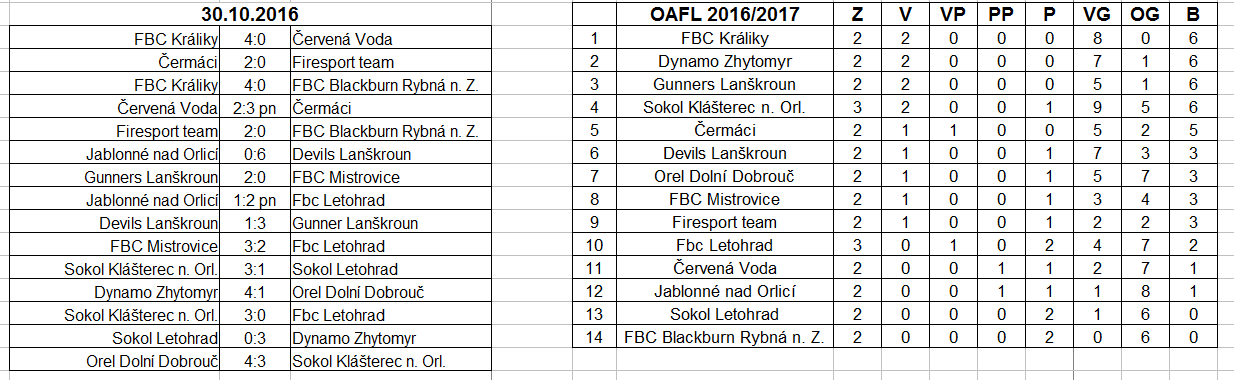 30.10.2016
FBC Králiky 4:0 Červená Voda
Čermáci 2:0 Firesport team
FBC Králiky 4:0 FBC Blackburn Rybná n. Z.
Červená Voda 2:3 pn Čermáci
Firesport team 2:0 FBC Blackburn Rybná n. Z.
Jablonné nad Orlicí 0:6 Devils Lanškroun
Gunners Lanškroun 2:0 FBC Mistrovice
Jablonné nad Orlicí 1:2 pn Fbc Letohrad
Devils Lanškroun 1:3 Gunner Lanškroun
FBC Mistrovice 3:2 Fbc Letohrad
Sokol Klášterec n. Orl. 3:1 Sokol Letohrad
Dynamo Zhytomyr 4:1 Orel Dolní Dobrouč
Sokol Klášterec n. Orl. 3:0 Fbc Letohrad
Sokol Letohrad 0:3 Dynamo Zhytomyr
Orel Dolní Dobrouč 4:3 Sokol Klášterec n. Orl.
OAFL 2016/2017 Z V VP PP P VG OG B
1 FBC Králiky 2 2 0 0 0 8 0 6
2 Dynamo Zhytomyr 2 2 0 0 0 7 1 6
3 Gunners Lanškroun 2 2 0 0 0 5 1 6
4 Sokol Klášterec n. Orl. 3 2 0 0 1 9 5 6
5 Čermáci 2 1 1 0 0 5 2 5
6 Devils Lanškroun 2 1 0 0 1 7 3 3
7 Orel Dolní Dobrouč 2 1 0 0 1 5 7 3
8 FBC Mistrovice 2 1 0 0 1 3 4 3
9 Firesport team 2 1 0 0 1 2 2 3
10 Fbc Letohrad 3 0 1 0 2 4 7 2
11 Červená Voda 2 0 0 1 1 2 7 1
12 Jablonné nad Orlicí 2 0 0 1 1 1 8 1
13 Sokol Letohrad 2 0 0 0 2 1 6 0
14 FBC Blackburn Rybná n. Z. 2 0 0 0 2 0 6 0